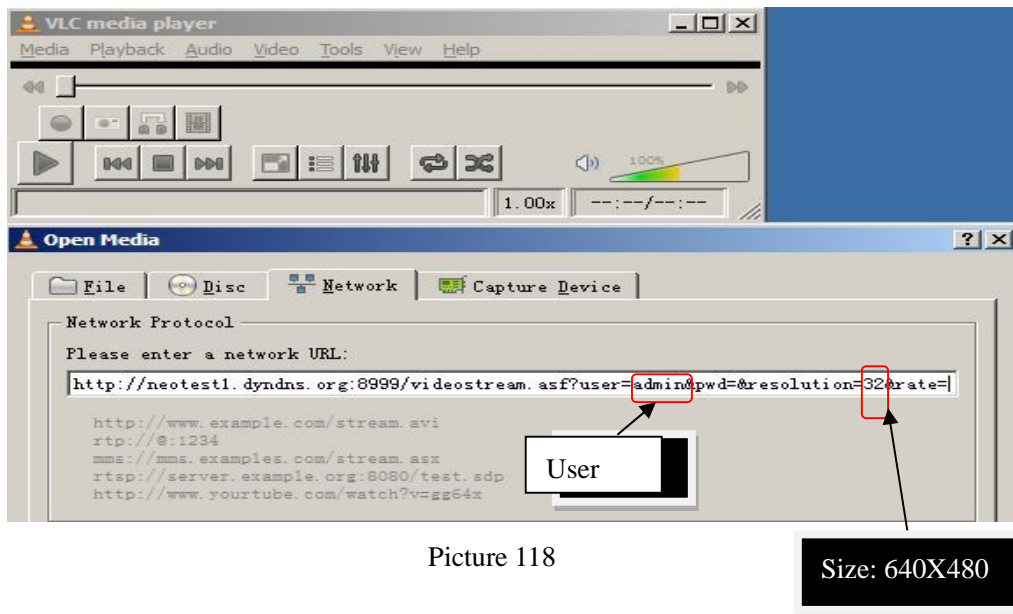 VLC media player
Media Playback Audio Video Tools View Help
100%
1.00x --:--/--:--
Open Media
File Disc Network Capture Device
Network Protocol
Please enter a network URL:
http://neotest1.dyndns.org:8999/videostream.asf?user=admin&pwd=&resolution=32&rate=
http://www.example.com/stream.avi
rtp://@:1234
mms://mms.examples.com/stream.asx
rtsp://server.example.org:8080/test.sdp
http://www.yourtube.com/watch?v=gg64x
User
Picture 118
Size: 640X480